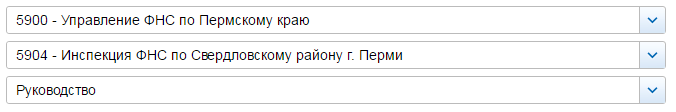 5900 - Управление ФНС по Пермскому краю
5904 - Инспекция ФНС по Свердловскому району г. Перми
Руководство